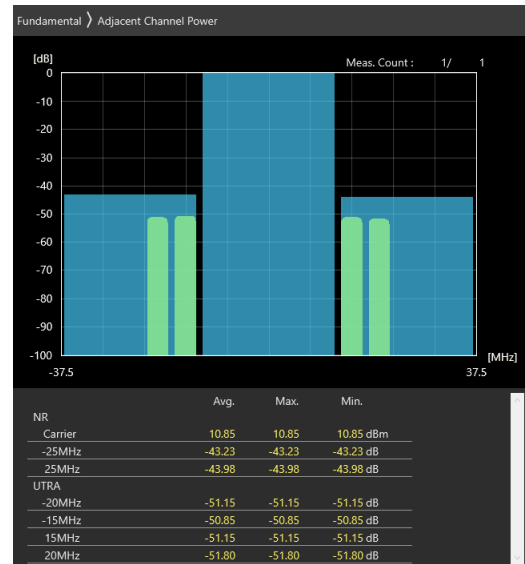 Fundamental 〉 Adjacent Channel Power
[dB]
Meas. Count : 1/ 1
0
-10
-20
-30
-40
-50
-60
-70
-80
-90
-100
[MHz]
-37.5 37.5
Avg. Max. Min.
NR
Carrier 10.85 10.85 10.85 dBm
-25MHz -43.23 -43.23 -43.23 dB
25MHz -43.98 -43.98 -43.98 dB
UTRA
-20MHz -51.15 -51.15 -51.15 dB
-15MHz -50.85 -50.85 -50.85 dB
15MHz -51.15 -51.15 -51.15 dB
20MHz -51.80 -51.80 -51.80 dB